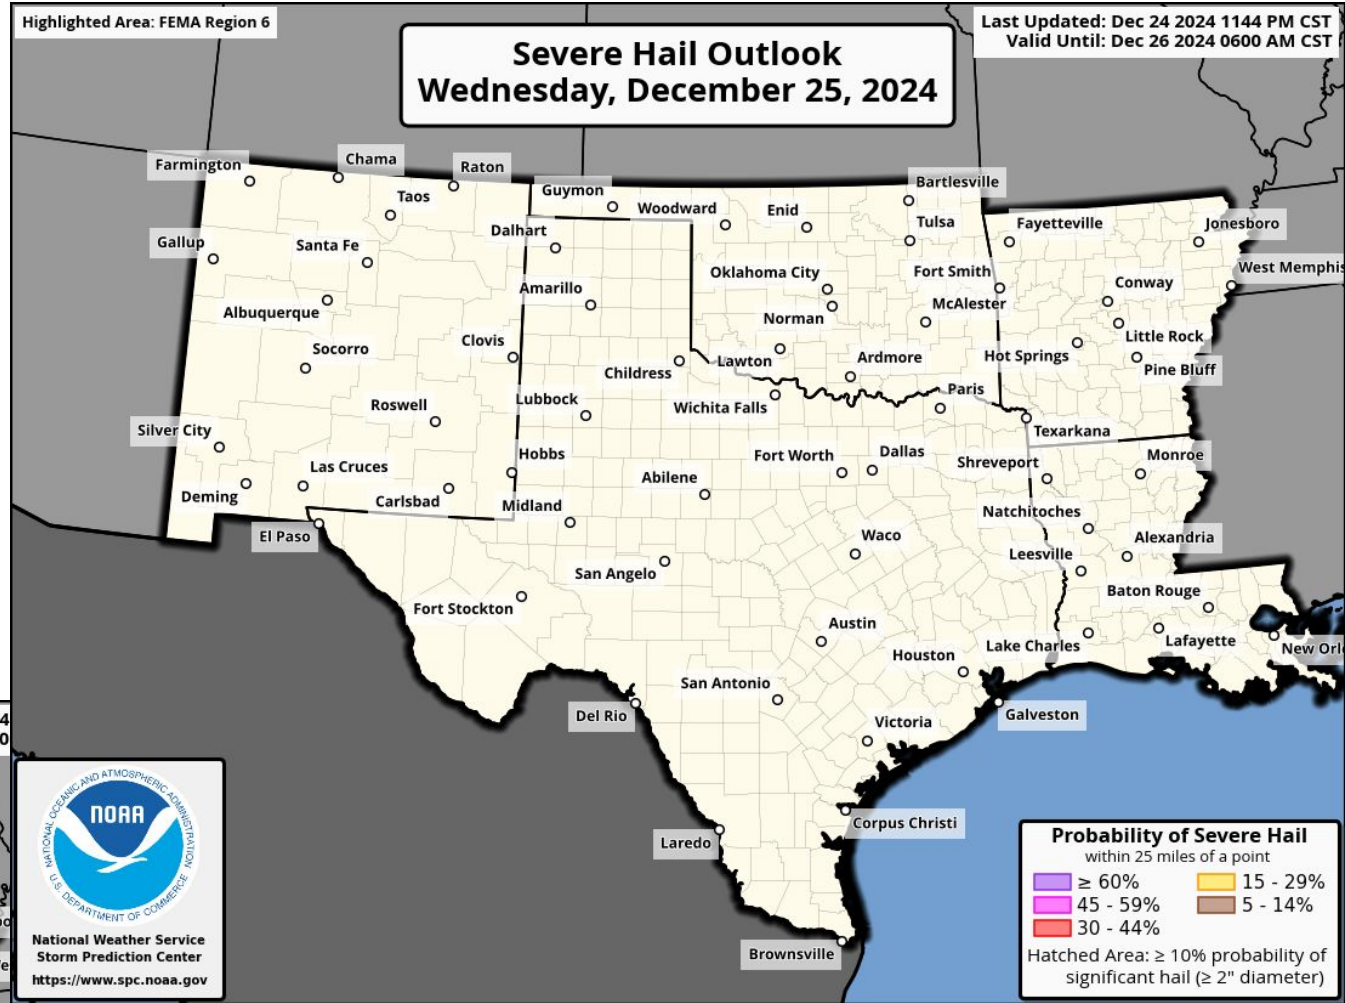 Highlighted Area: FEMA Region 6
Last Updated: Dec 24 2024 1144 PM CST
Valid Until: Dec 26 2024 0600 AM CST
Severe Hail Outlook
Wednesday, December 25, 2024
Farmington
Chama
Raton
Taos
Guymon
Woodward
Enid
Bartlesville
Tulsa
Fayetteville
Jonesboro
Gallup
Santa Fe
Dalhart
Oklahoma City
Fort Smith
West Memphis
Albuquerque
Amarillo
Norman
McAlester
Conway
Little Rock
Socorro
Clovis
Childress
Lawton
Ardmore
Hot Springs
Pine Bluff
Roswell
Lubbock
Wichita Falls
Paris
Texarkana
Silver City
Las Cruces
Hobbs
Abilene
Fort Worth
Dallas
Shreveport
Monroe
Deming
Carlsbad
Midland
Natchitoches
El Paso
Waco
Alexandria
San Angelo
Leesville
Fort Stockton
Baton Rouge
Austin
Lake Charles
Lafayette
New Orl
Houston
San Antonio
Del Rio
Victoria
Galveston
Laredo
Corpus Christi
Brownsville
4
0
NATIONAL OCEANIC AND ATMOSPHERIC ADMINISTRATION
NOAA
U.S. DEPARTMENT OF COMMERCE
National Weather Service
Storm Prediction Center
https://www.spc.noaa.gov
Probability of Severe Hail
within 25 miles of a point
≥ 60% 15 - 29%
45 - 59% 5 - 14%
30 - 44%
Hatched Area: ≥ 10% probability of
significant hail (≥ 2" diameter)